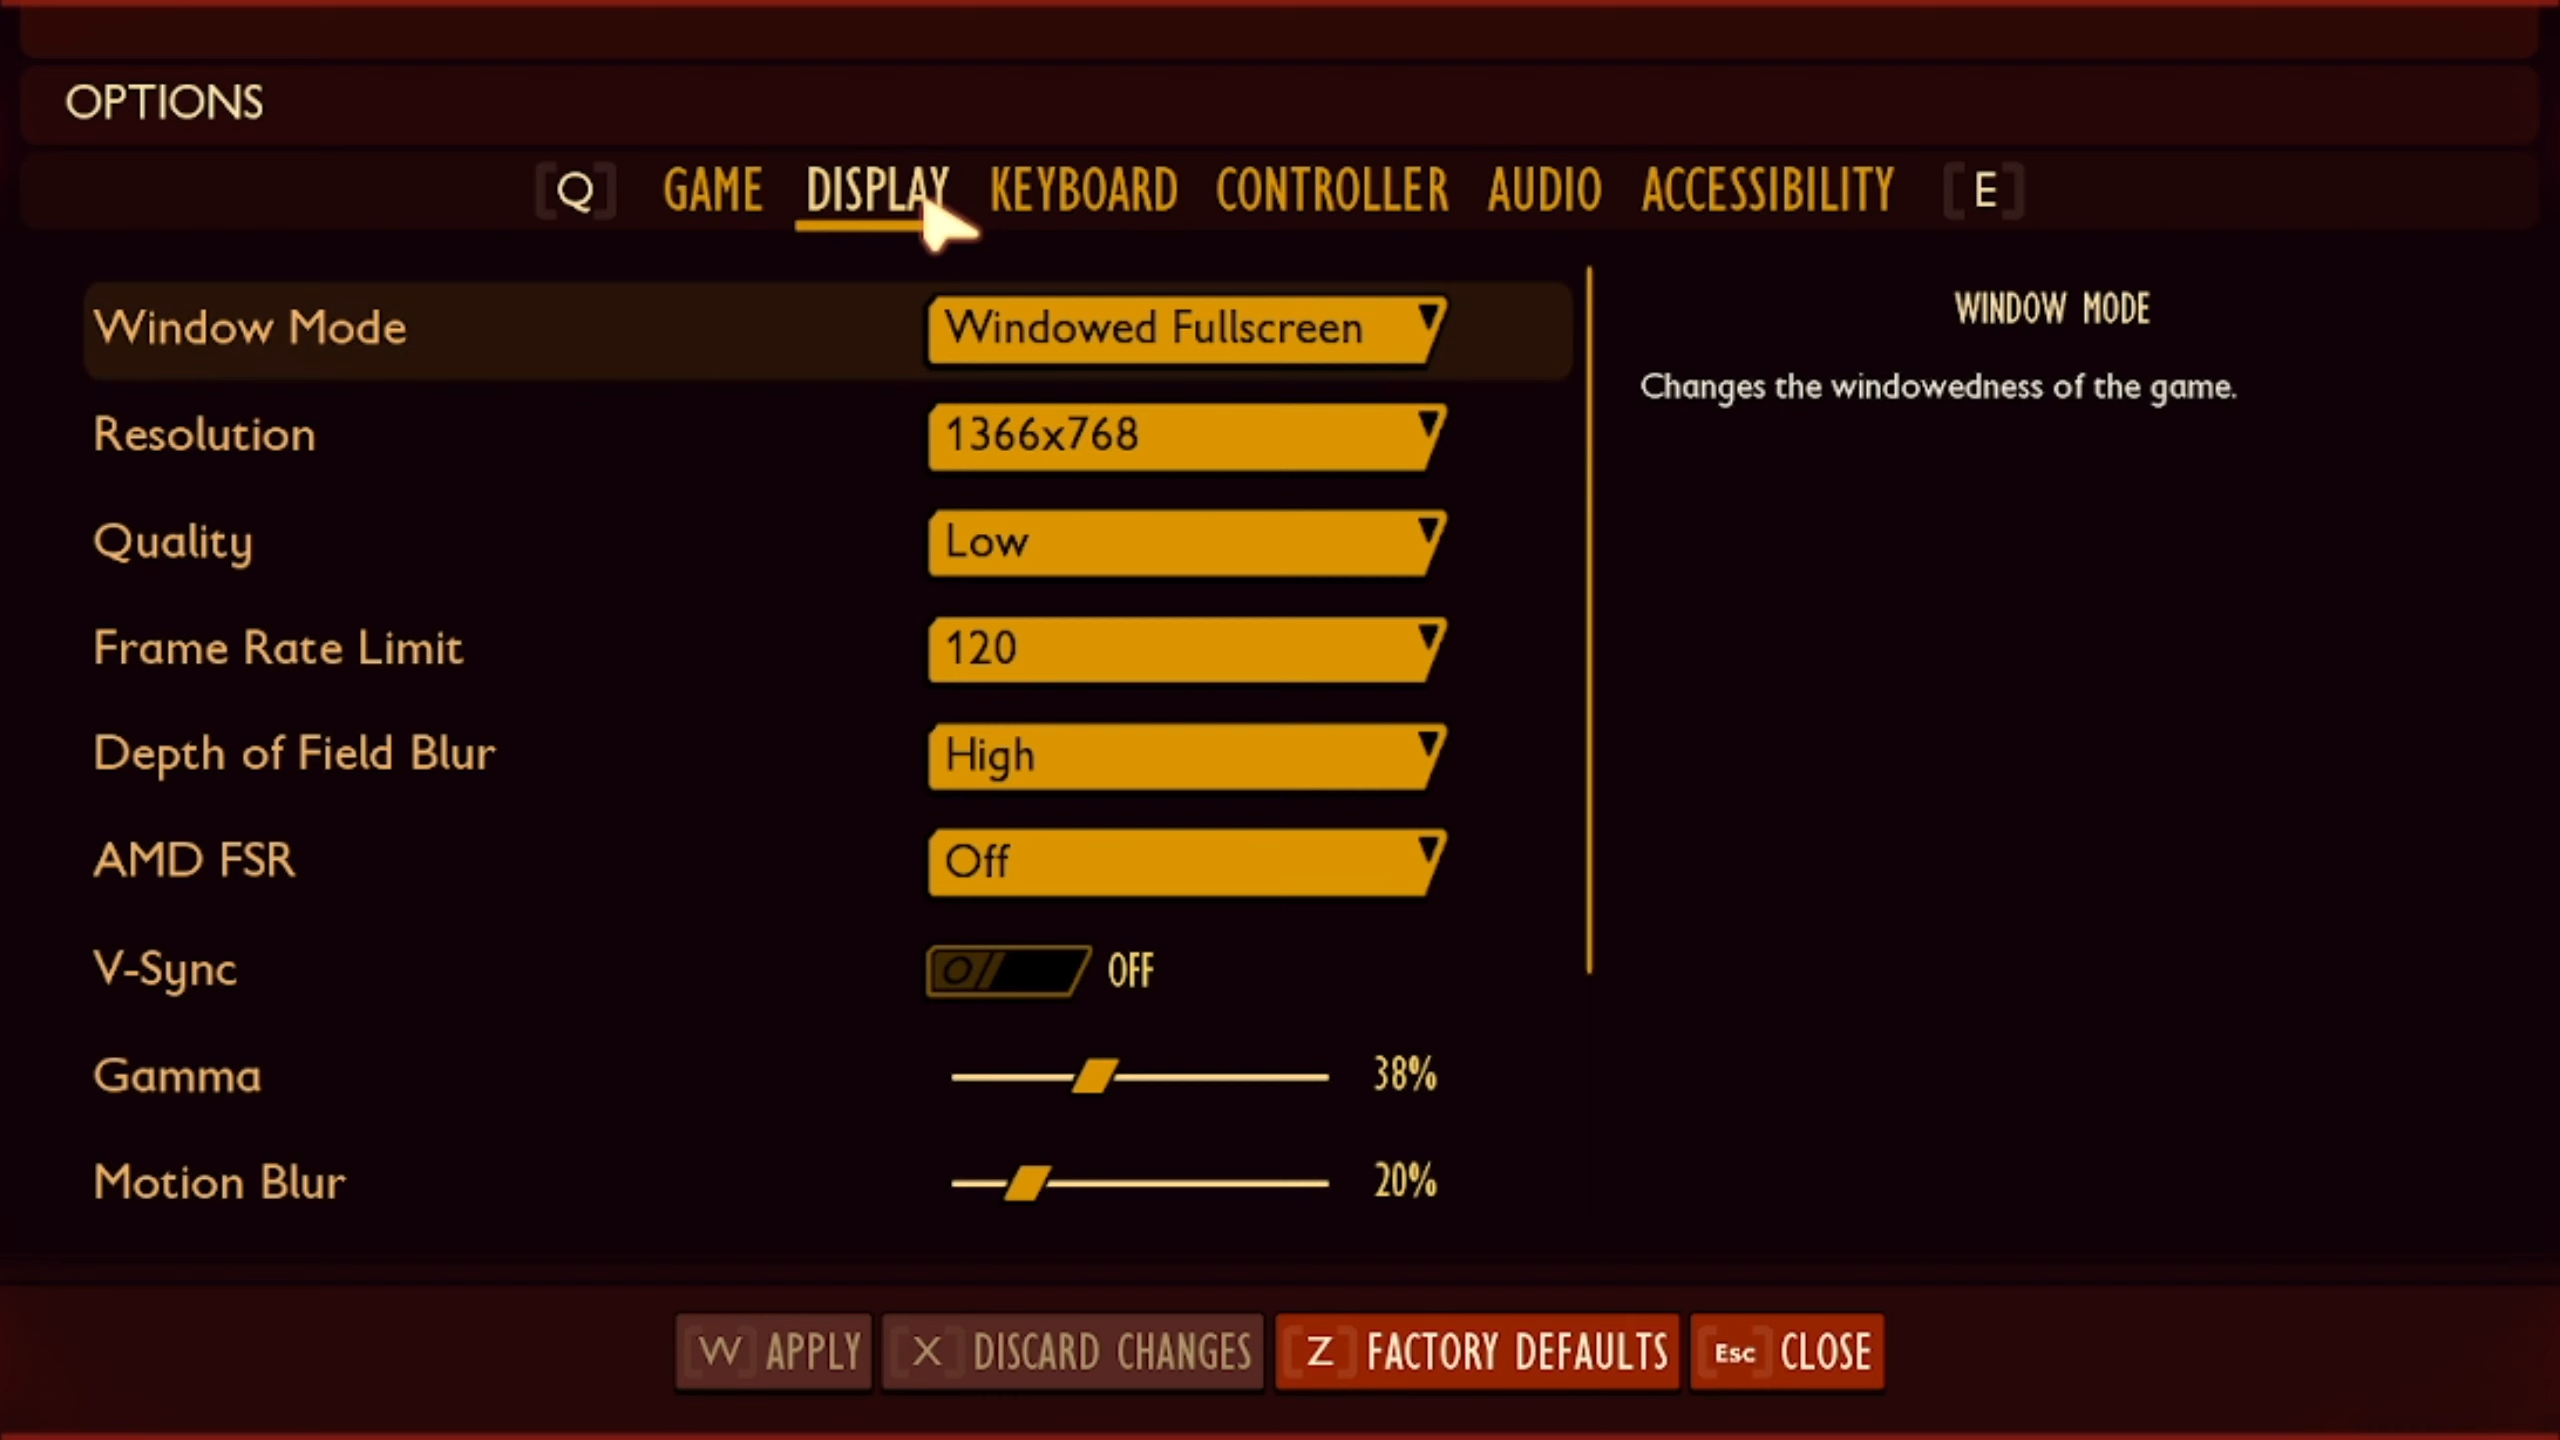 OPTIONS
Q GAME DISPLAY KEYBOARD CONTROLLER AUDIO ACCESSIBILITY E
Window Mode Windowed Fullscreen
WINDOW MODE
Changes the windowedness of the game.
Resolution 1366x768
Quality Low
Frame Rate Limit 120
Depth of Field Blur High
AMD FSR Off
V-Sync OFF
Gamma 38%
Motion Blur 20%
W APPLY X DISCARD CHANGES Z FACTORY DEFAULTS Esc CLOSE